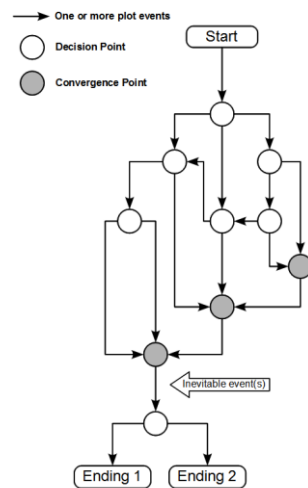 One or more plot events
Start
Decision Point
Convergence Point
Inevitable event(s)
Ending 1
Ending 2